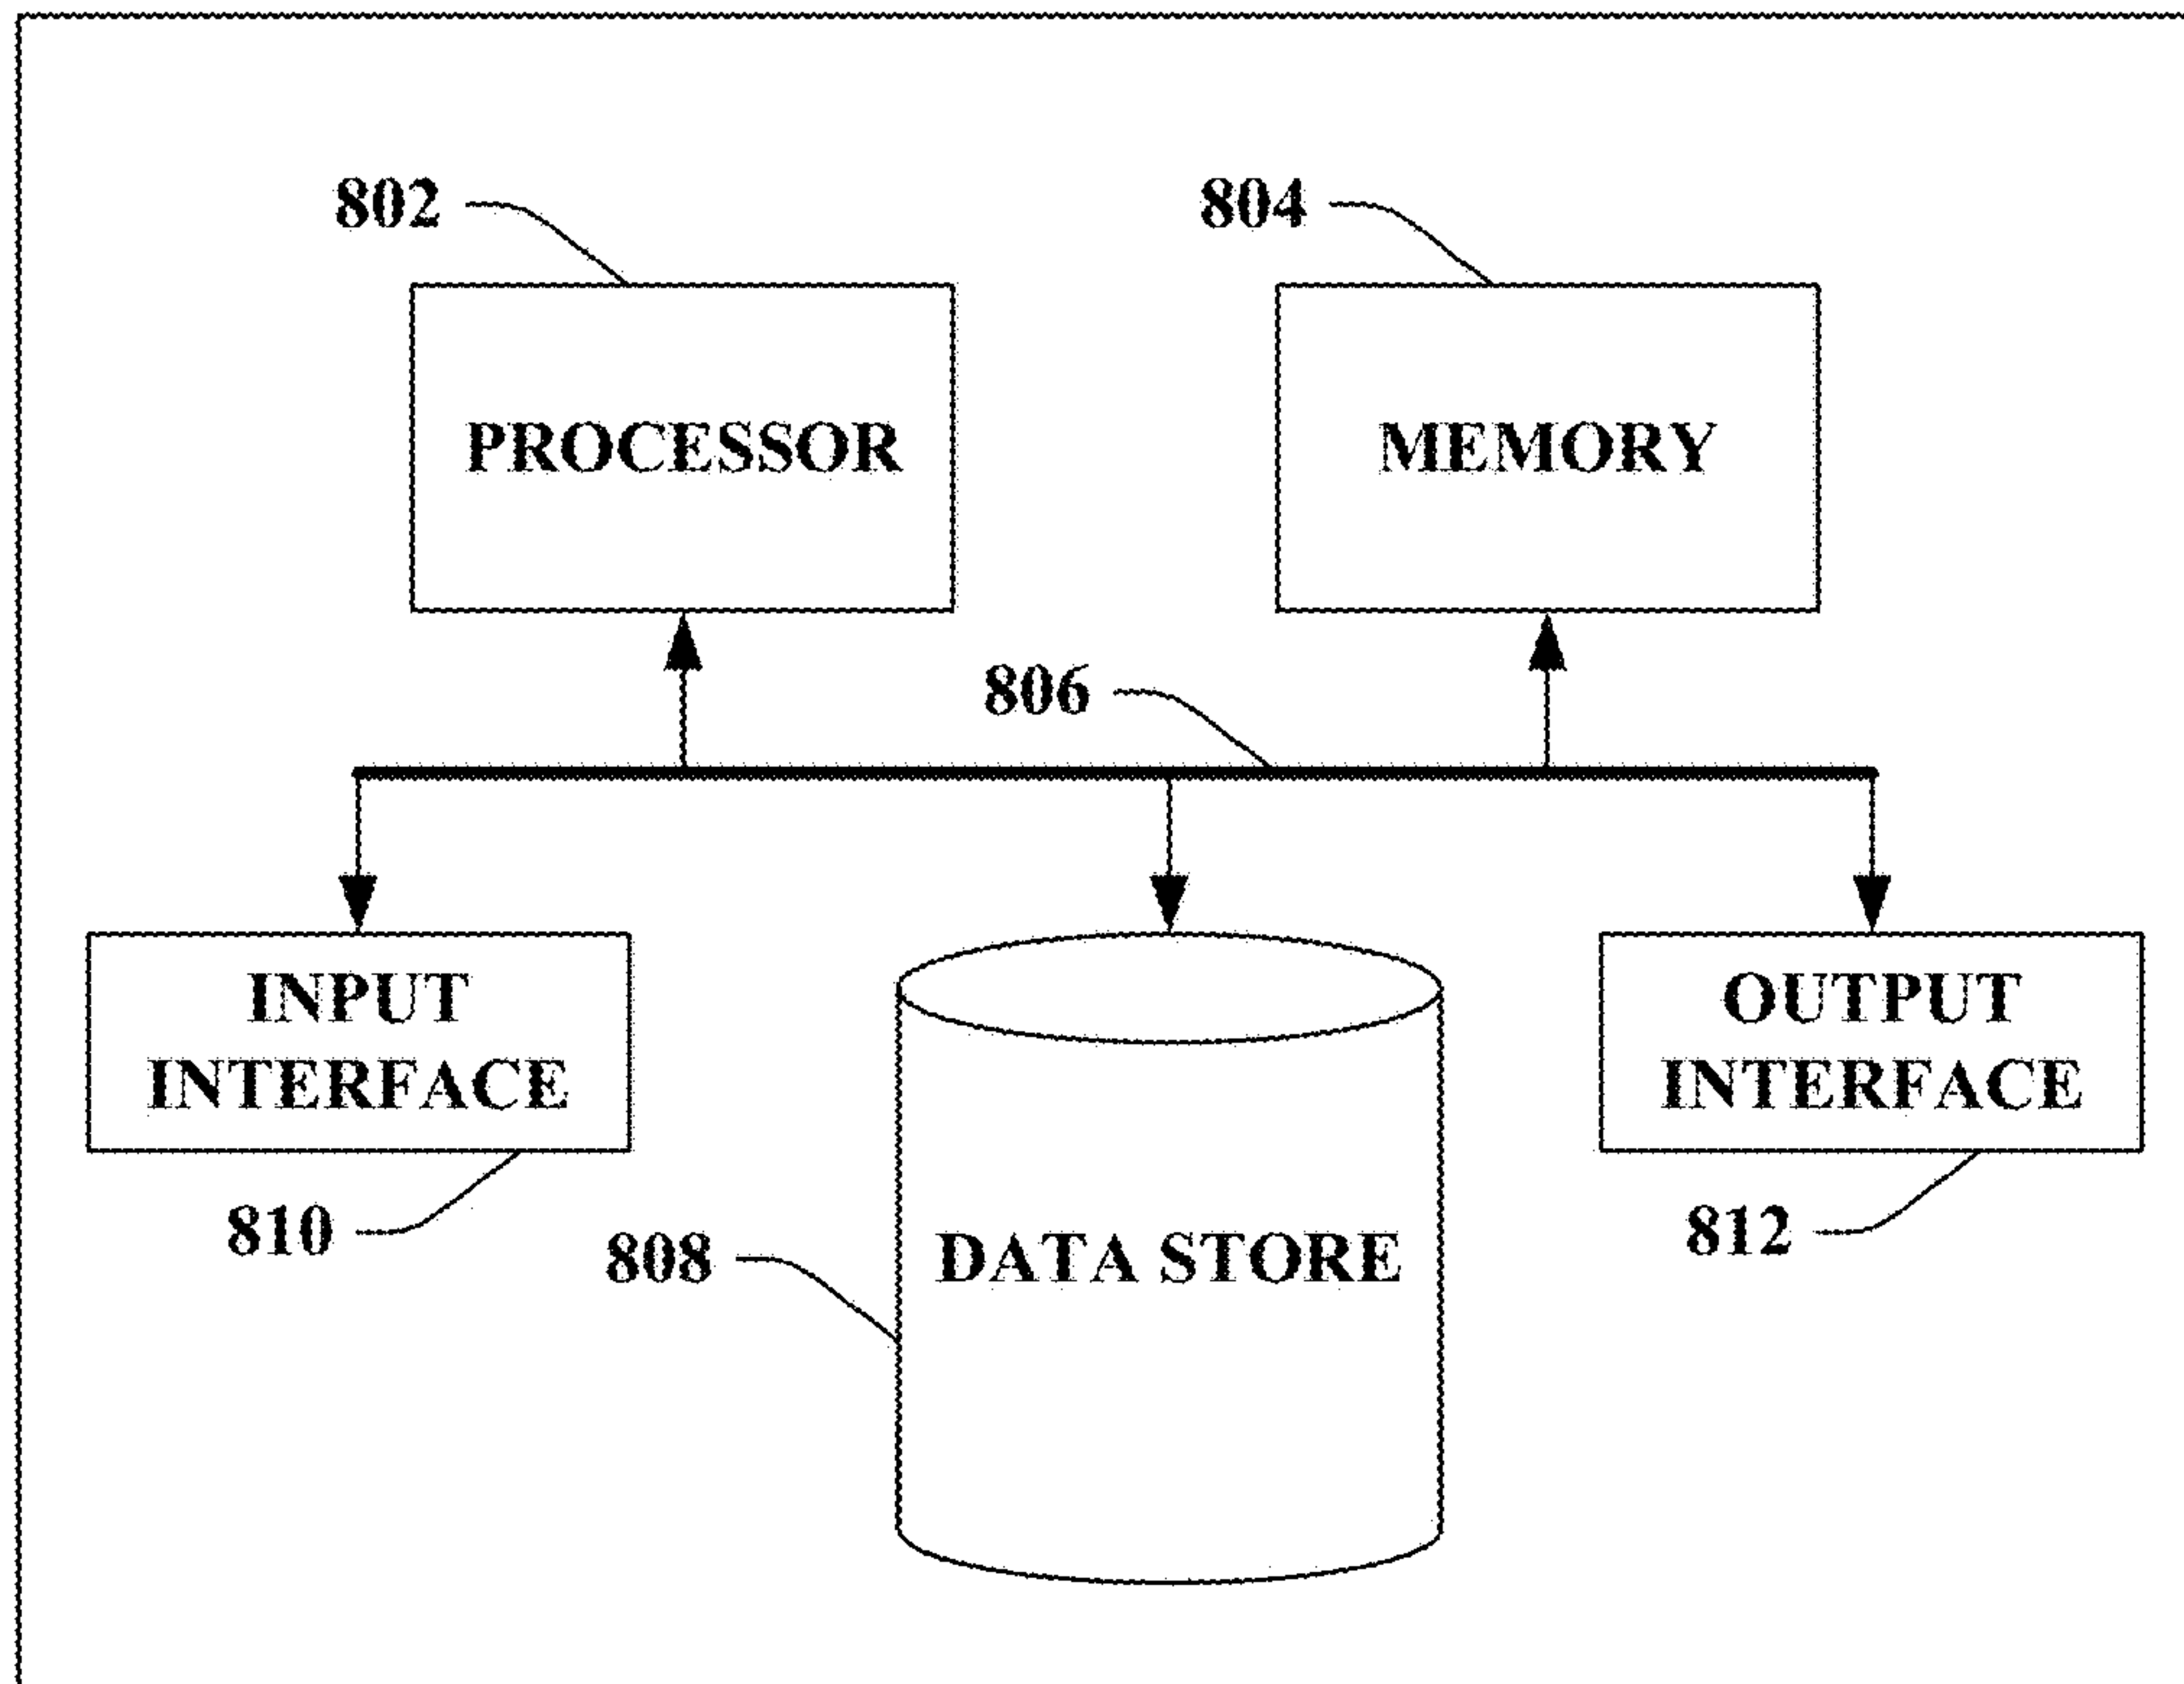 802
804
PROCESSOR
MEMORY
806
INPUT
INTERFACE
OUTPUT
INTERFACE
810
808
DATA STORE
812